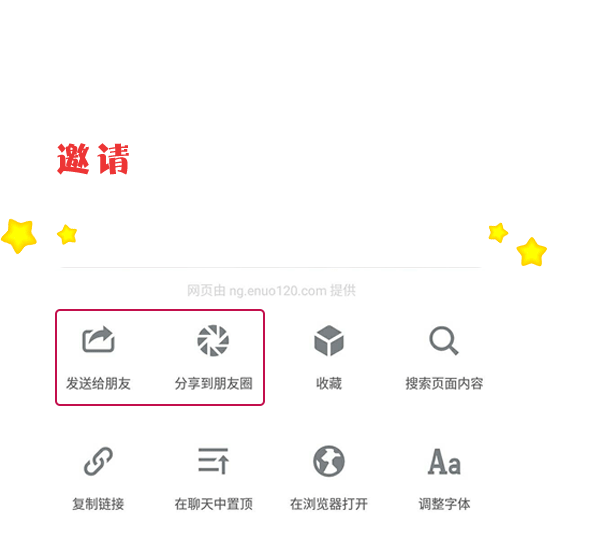 邀请
网页由 ng.enuo120.com 提供
发送给朋友 分享到朋友圈 收藏 搜索页面内容
Aa
复制链接 在聊天中置顶 在浏览器打开 调整字体